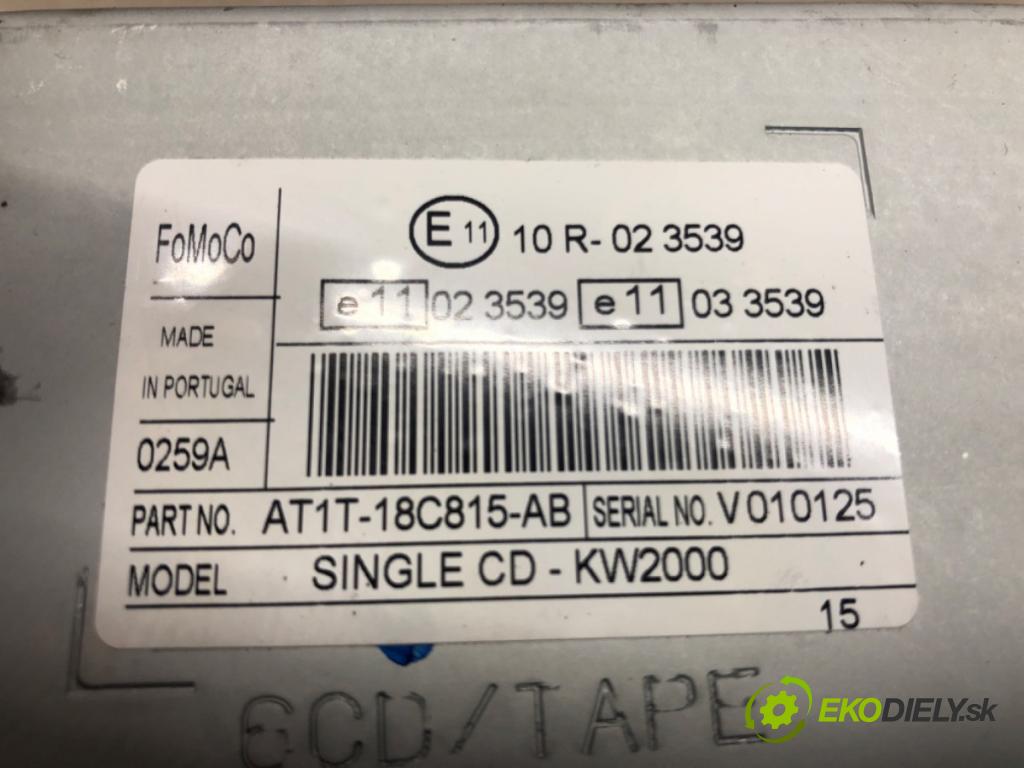 FoMoCo
E 11 10 R- 02 3539
e 11 02 3539 e 11 03 3539
MADE
IN PORTUGAL
0259A
PART NO. AT1T-18C815-AB SERIAL NO. V010125
MODEL SINGLE CD - KW2000
15
6CD/TAPE
EKODIELY.sk